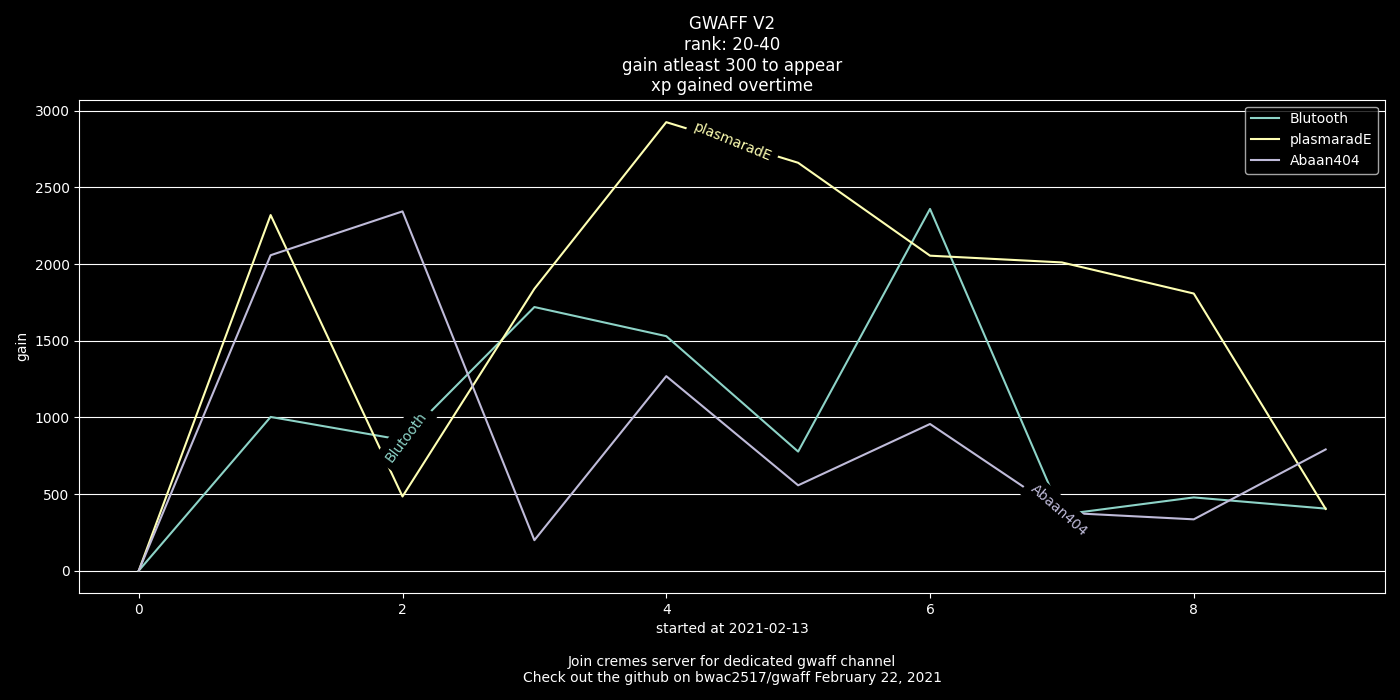 GWAFF V2
rank: 20-40
gain atleast 300 to appear
xp gained overtime
3000
2500
2000
1500
1000
500
0
gain
Blutooth
plasmaradE
Abaan404
plasmaradE
Blutooth
Abaan404
0 2 4 6 8
started at 2021-02-13
Join cremes server for dedicated gwaff channel
Check out the github on bwac2517/gwaff February 22, 2021